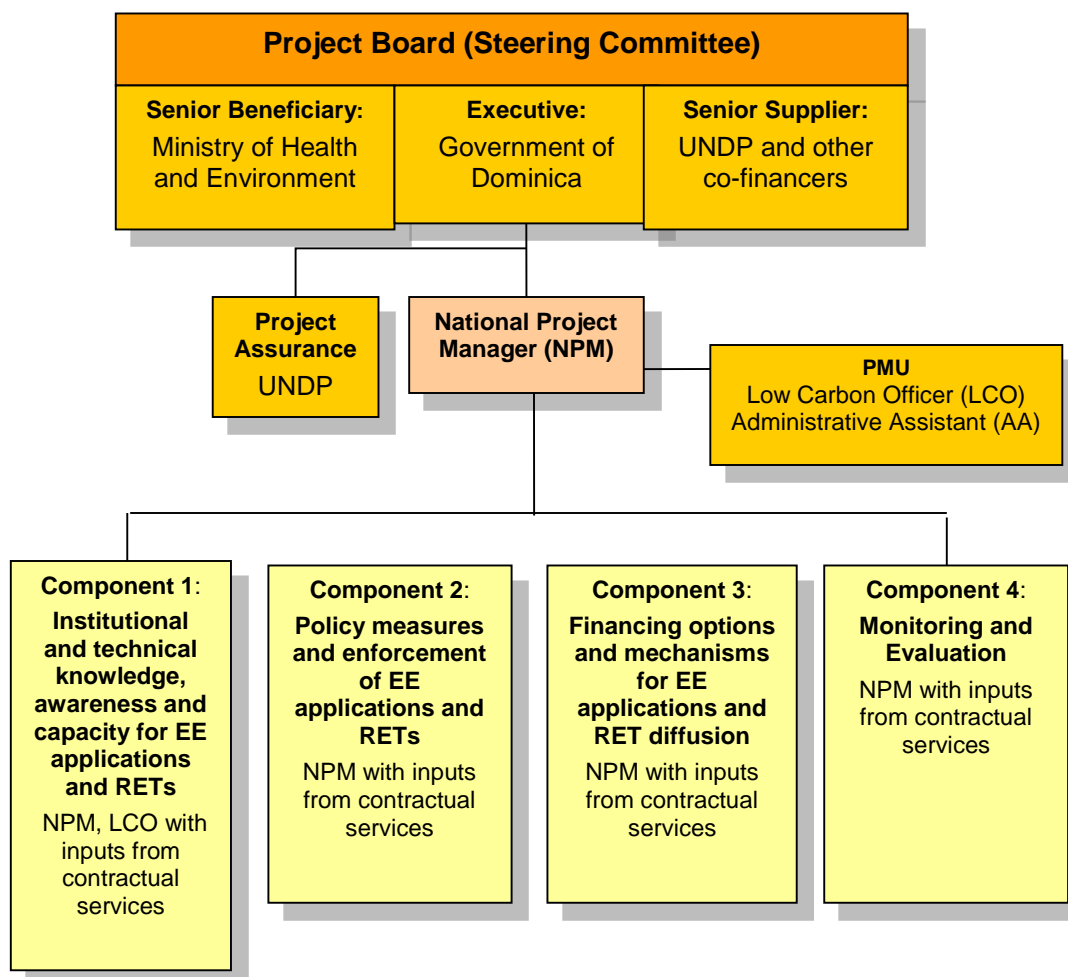 Project Board (Steering Committee)
Senior Beneficiary:
Ministry of Health
and Environment
Executive:
Government of
Dominica
Senior Supplier:
UNDP and other
co-financers
Project
Assurance
UNDP
National Project
Manager (NPM)
PMU
Low Carbon Officer (LCO)
Administrative Assistant (AA)
Component 1:
Institutional
and technical
knowledge,
awareness and
capacity for EE
applications
and RETs
NPM, LCO with
inputs from
contractual
services
Component 2:
Policy measures
and enforcement
of EE
applications and
RETs
NPM with inputs
from contractual
services
Component 3:
Financing options
and mechanisms
for EE
applications and
RET diffusion
NPM with inputs
from contractual
services
Component 4:
Monitoring and
Evaluation
NPM with inputs
from contractual
services